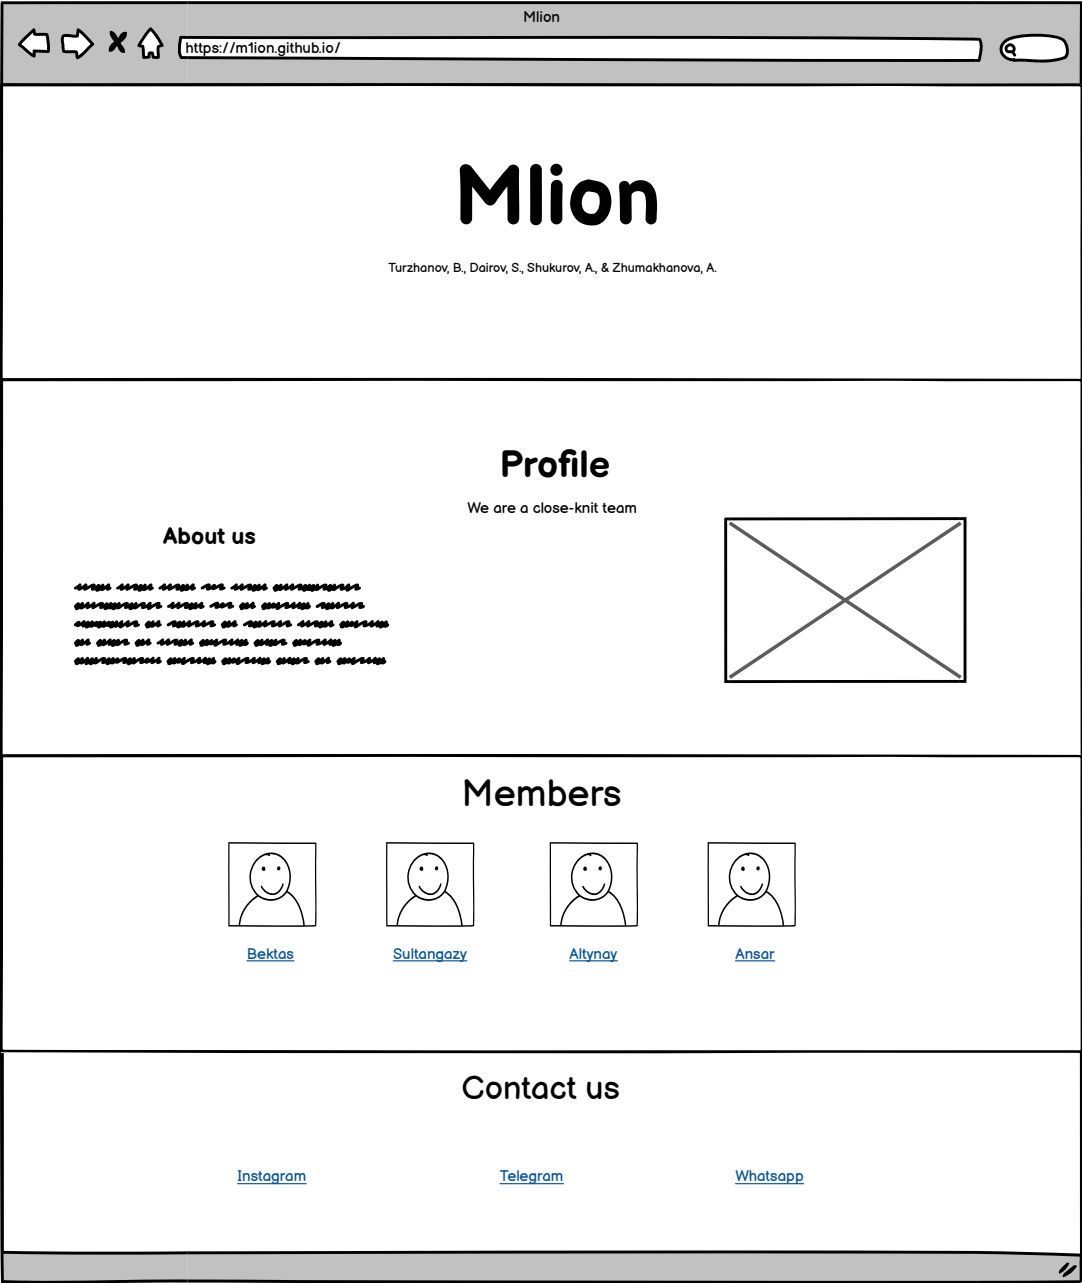 Mlion
https://m1ion.github.io/
Mlion
Turzhanov, B., Dairov, S., Shukurov, A., & Zhumakhanova, A.
Profile
We are a close-knit team
About us
Members
Bektas
Sultangazy
Altynay
Ansar
Contact us
Instagram
Telegram
Whatsapp